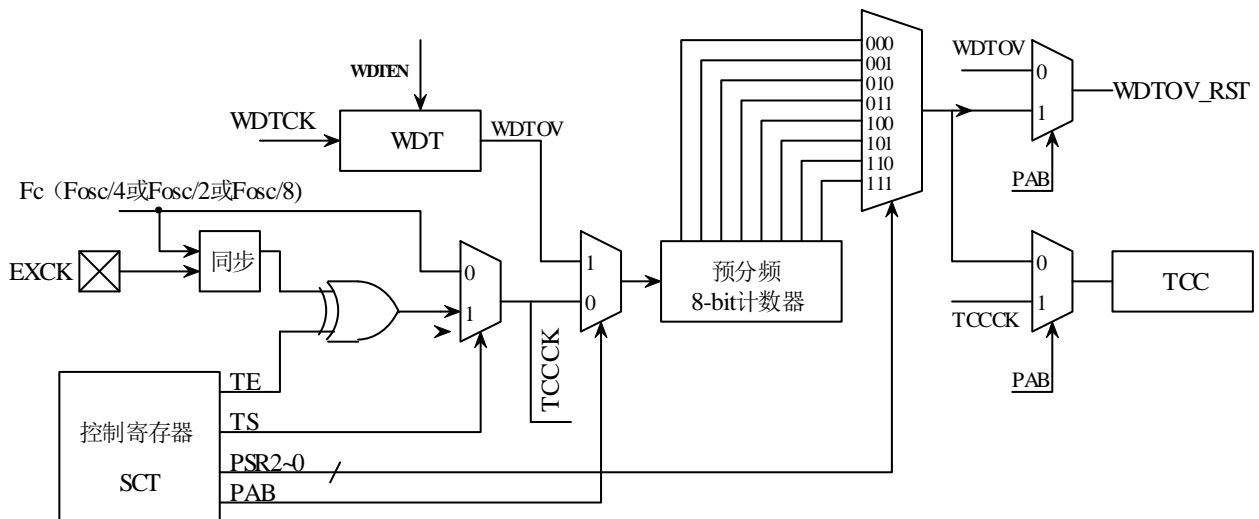 WDTEN
WDTCK
WDT
WDTOV
Fc（Fosc/4或Fosc/2或Fosc/8)
EXCK
同步
0
1
1
0
TCCCK
预分频
8-bit计数器
000
001
010
011
100
101
110
111
WDTOV
0
1
WDTOV_RST
PAB
0
1
TCCCK
PAB
TCC
控制寄存器
SCT
TE
TS
PSR2~0
PAB